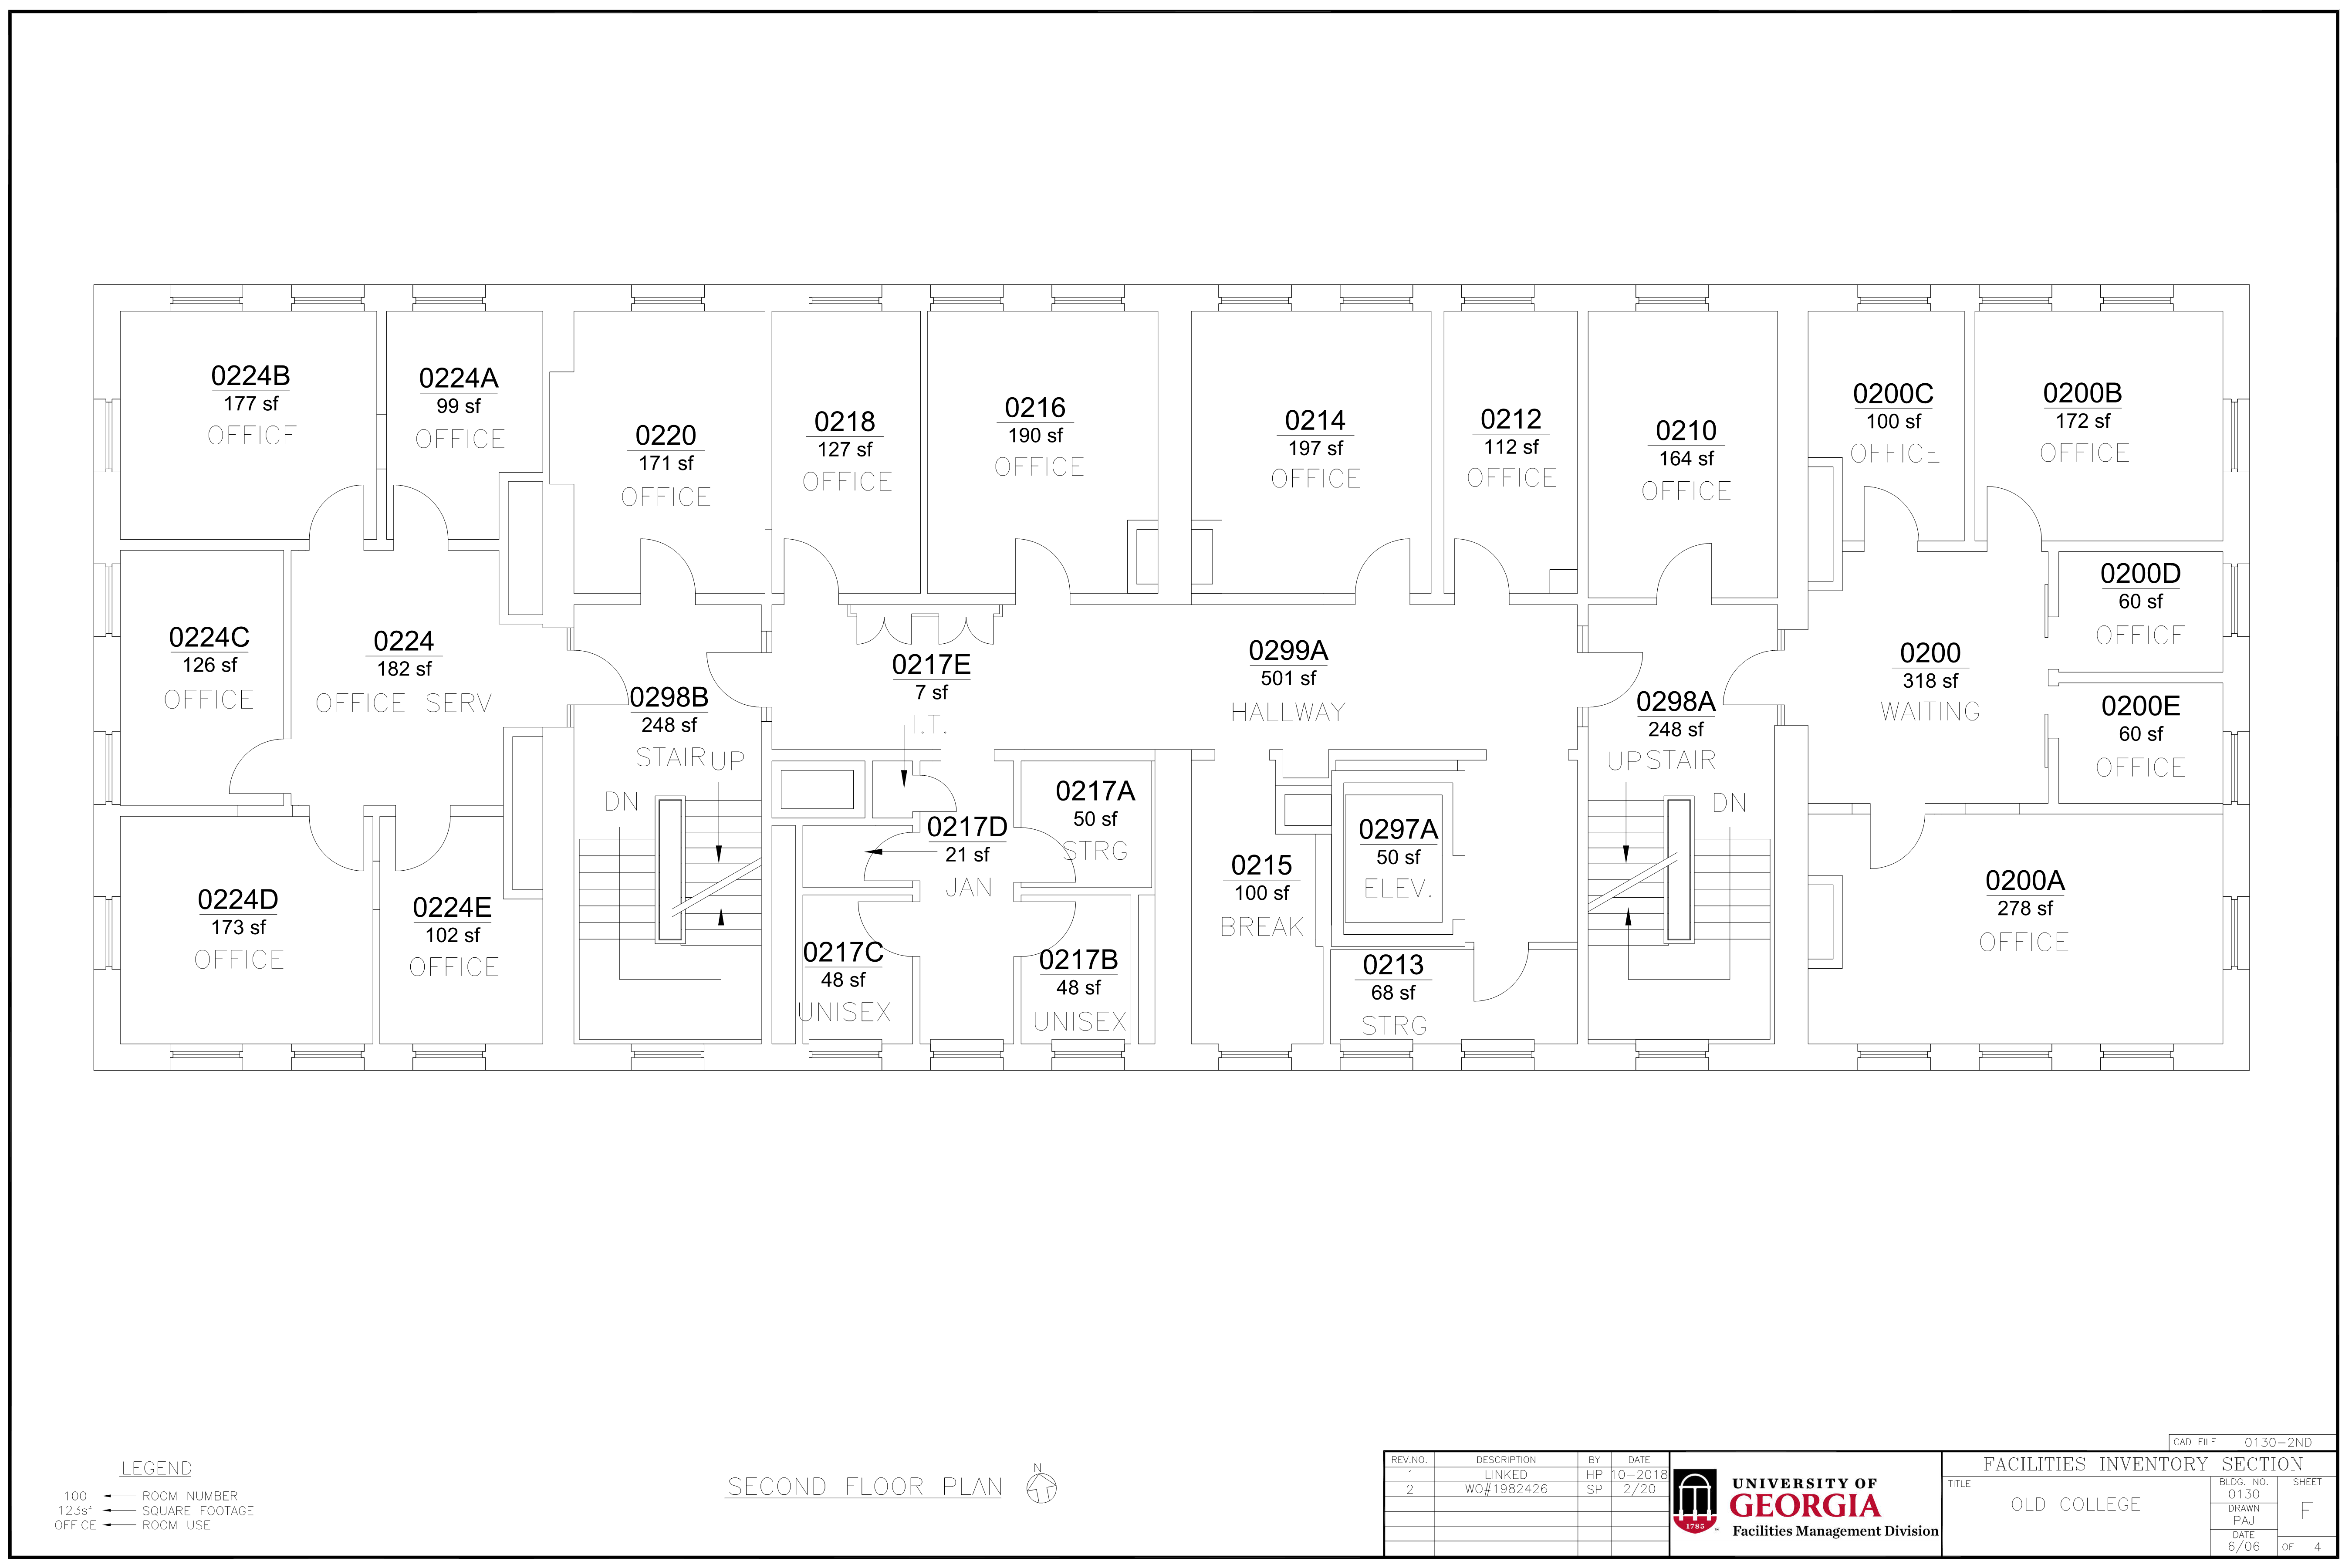 0224B
177 sf
OFFICE
0224A
99 sf
OFFICE
0220
171 sf
OFFICE
0218
127 sf
OFFICE
0216
190 sf
OFFICE
0214
197 sf
OFFICE
0212
112 sf
OFFICE
0210
164 sf
OFFICE
0200C
100 sf
OFFICE
0200B
172 sf
OFFICE
0200D
60 sf
OFFICE
0224C
126 sf
OFFICE
0224
182 sf
OFFICE SERV
0298B
248 sf
STAIR
UP
DN
0217E
7 sf
I.T.
0299A
501 sf
HALLWAY
0298A
248 sf
UP
STAIR
DN
0200
318 sf
WAITING
0200E
60 sf
OFFICE
0217A
50 sf
STRG
0217D
21 sf
JAN
0297A
50 sf
ELEV.
0215
100 sf
BREAK
0200A
278 sf
OFFICE
0224D
173 sf
OFFICE
0224E
102 sf
OFFICE
0217C
48 sf
UNISEX
0217B
48 sf
UNISEX
0213
68 sf
STRG
LEGEND
100 ROOM NUMBER
123sf SQUARE FOOTAGE
OFFICE ROOM USE
SECOND FLOOR PLAN
N
REV.NO. DESCRIPTION BY DATE
1 LINKED HP 10-2018
2 WO#1982426 SP 2/20
1785
UNIVERSITY OF
GEORGIA
Facilities Management Division
CAD FILE 0130-2ND
FACILITIES INVENTORY SECTION
TITLE
OLD COLLEGE
BLDG. NO.
0130
DRAWN
PAJ
DATE
6/06
SHEET
F
OF 4